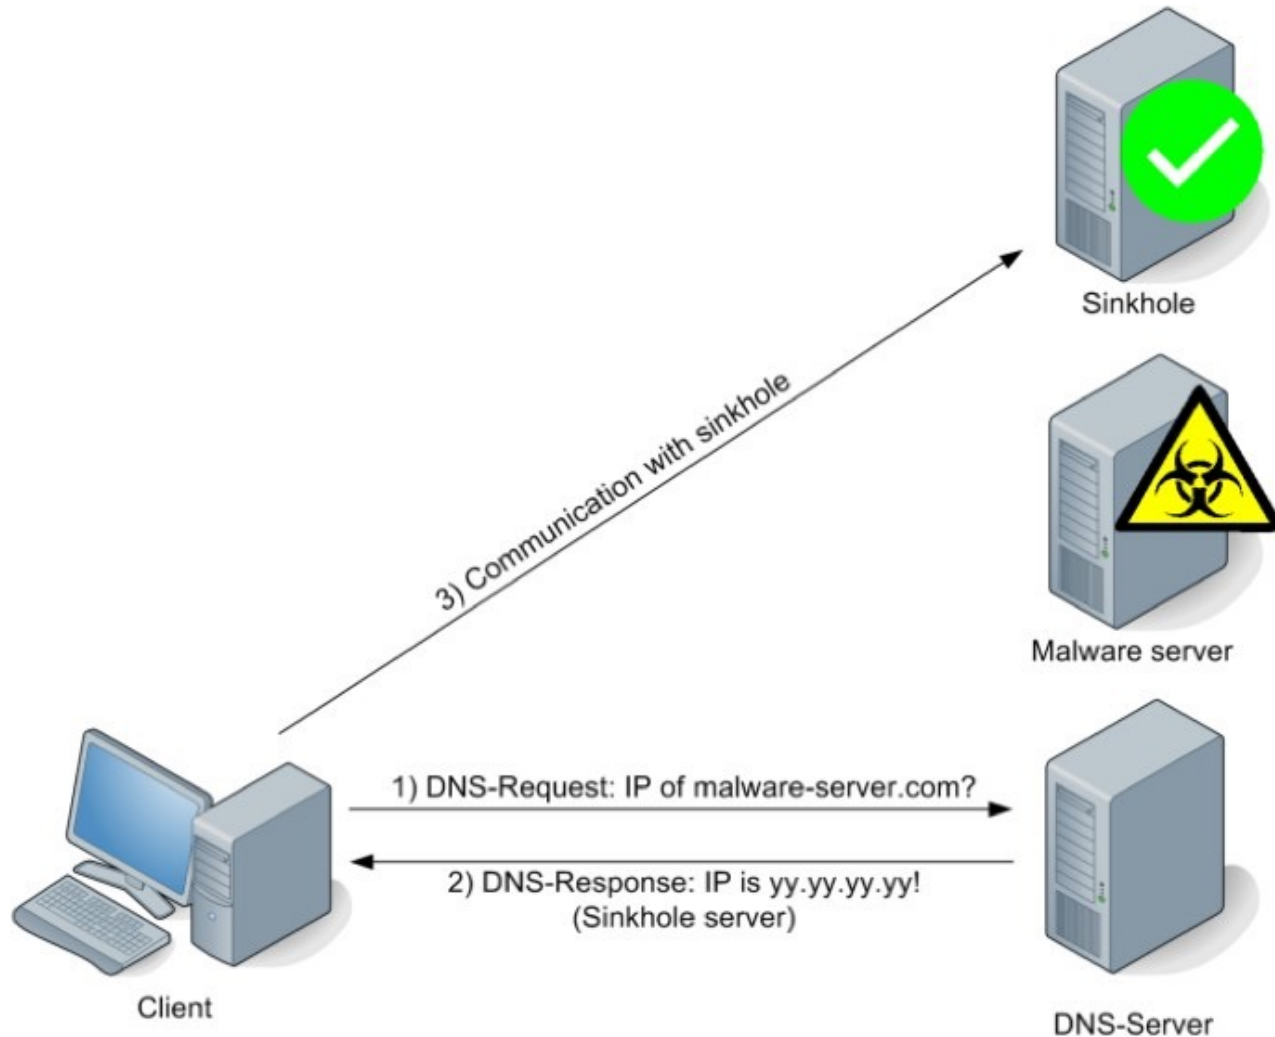 Sinkhole
3) Communication with sinkhole
Malware server
1) DNS-Request: IP of malware-server.com?
2) DNS-Response: IP is yy.yy.yy.yy!
(Sinkhole server)
Client
DNS-Server